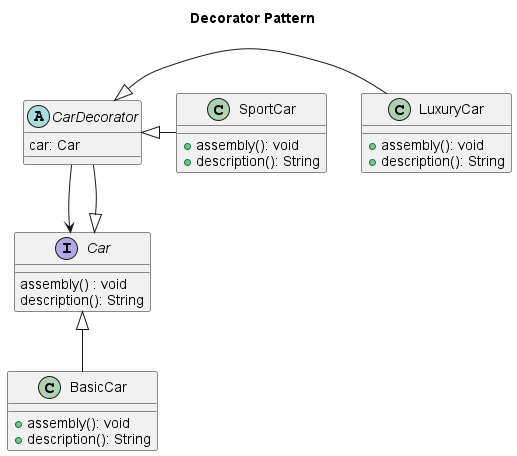 Decorator Pattern
A CarDecorator
car: Car
C SportCar
assembly(): void
description(): String
C LuxuryCar
assembly(): void
description(): String
I Car
assembly() : void
description(): String
C BasicCar
assembly(): void
description(): String